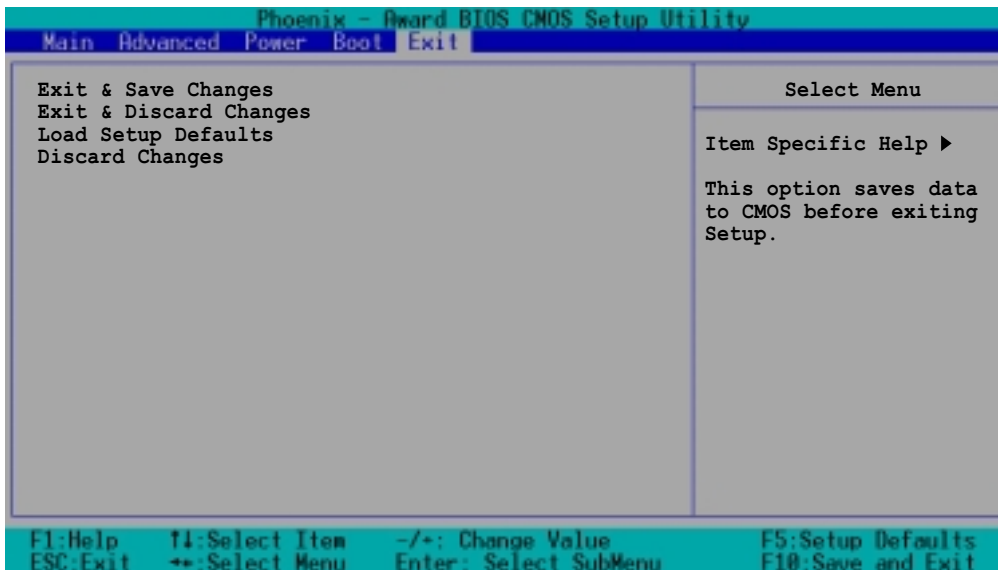 Phoenix - Award BIOS CMOS Setup Utility
Main Advanced Power Boot Exit
Exit & Save Changes
Exit & Discard Changes
Load Setup Defaults
Discard Changes
Select Menu
Item Specific Help ▶
This option saves data
to CMOS before exiting
Setup.
F1:Help ↑↓:Select Item -/+: Change Value F5:Setup Defaults
ESC:Exit ↔:Select Menu Enter: Select SubMenu F10:Save and Exit